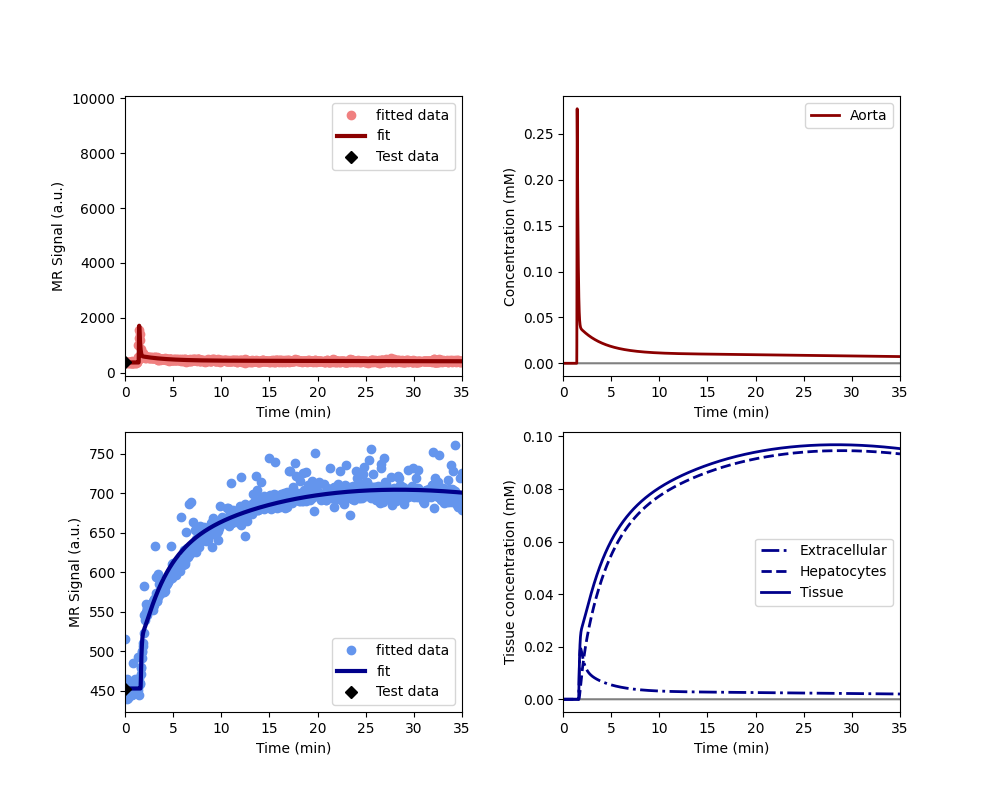 MR Signal (a.u.)
10000
8000
6000
4000
2000
0
fitted data
fit
Test data
0 5 10 15 20 25 30 35
Time (min)
Concentration (mM)
0.25
0.20
0.15
0.10
0.05
0.00
Aorta
0 5 10 15 20 25 30 35
Time (min)
MR Signal (a.u.)
750
700
650
600
550
500
450
fitted data
fit
Test data
0 5 10 15 20 25 30 35
Time (min)
Tissue concentration (mM)
0.10
0.08
0.06
0.04
0.02
0.00
Extracellular
Hepatocytes
Tissue
0 5 10 15 20 25 30 35
Time (min)